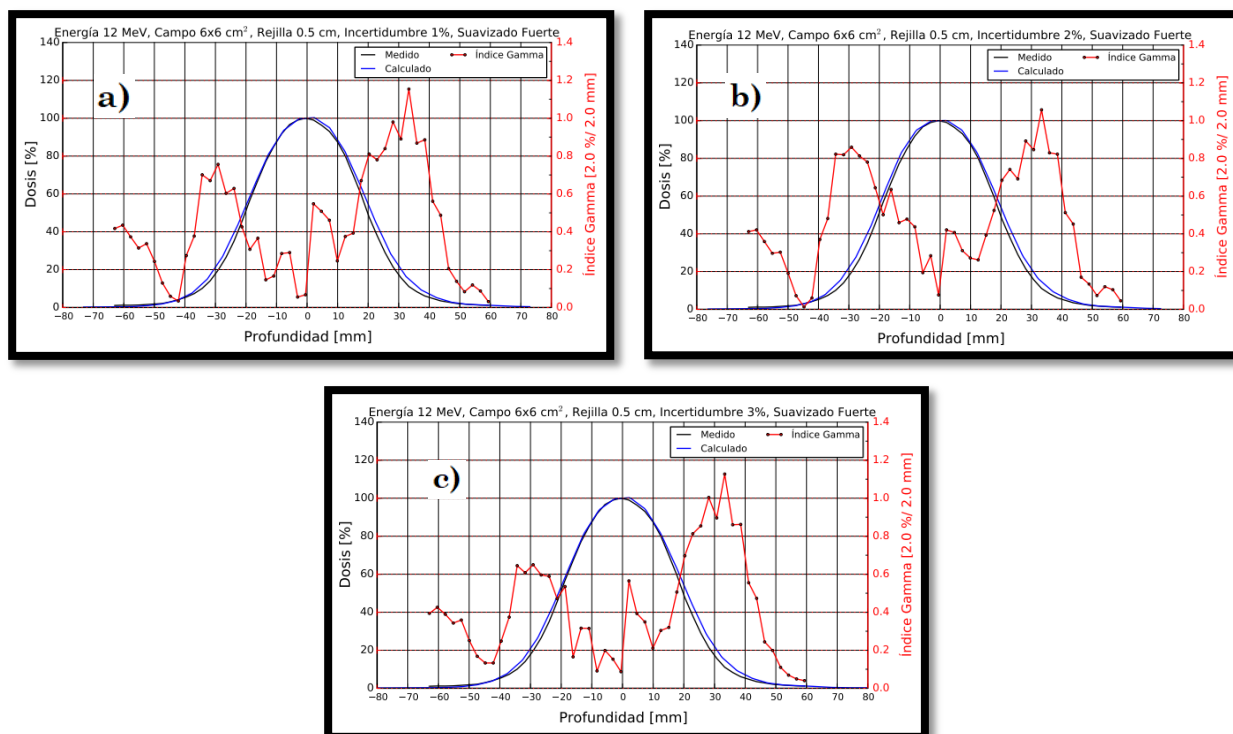 Energía 12 MeV, Campo 6x6 cm², Rejilla 0.5 cm, Incertidumbre 1%, Suavizado Fuerte
a)
Medido
Calculado
Índice Gamma
Dosis [%]
140
120
100
80
60
40
20
0
1.4
1.2
1.0
0.8
0.6
0.4
0.2
0.0
Índice Gamma [2.0 %/ 2.0 mm]
−80 −70 −60 −50 −40 −30 −20 −10 0 10 20 30 40 50 60 70 80
Profundidad [mm]
Energía 12 MeV, Campo 6x6 cm², Rejilla 0.5 cm, Incertidumbre 2%, Suavizado Fuerte
b)
Medido
Calculado
Índice Gamma
Dosis [%]
140
120
100
80
60
40
20
0
1.4
1.2
1.0
0.8
0.6
0.4
0.2
0.0
Índice Gamma [2.0 %/ 2.0 mm]
−80 −70 −60 −50 −40 −30 −20 −10 0 10 20 30 40 50 60 70 80
Profundidad [mm]
Energía 12 MeV, Campo 6x6 cm², Rejilla 0.5 cm, Incertidumbre 3%, Suavizado Fuerte
c)
Medido
Calculado
Índice Gamma
Dosis [%]
140
120
100
80
60
40
20
0
1.4
1.2
1.0
0.8
0.6
0.4
0.2
0.0
Índice Gamma [2.0 %/ 2.0 mm]
−80 −70 −60 −50 −40 −30 −20 −10 0 10 20 30 40 50 60 70 80
Profundidad [mm]